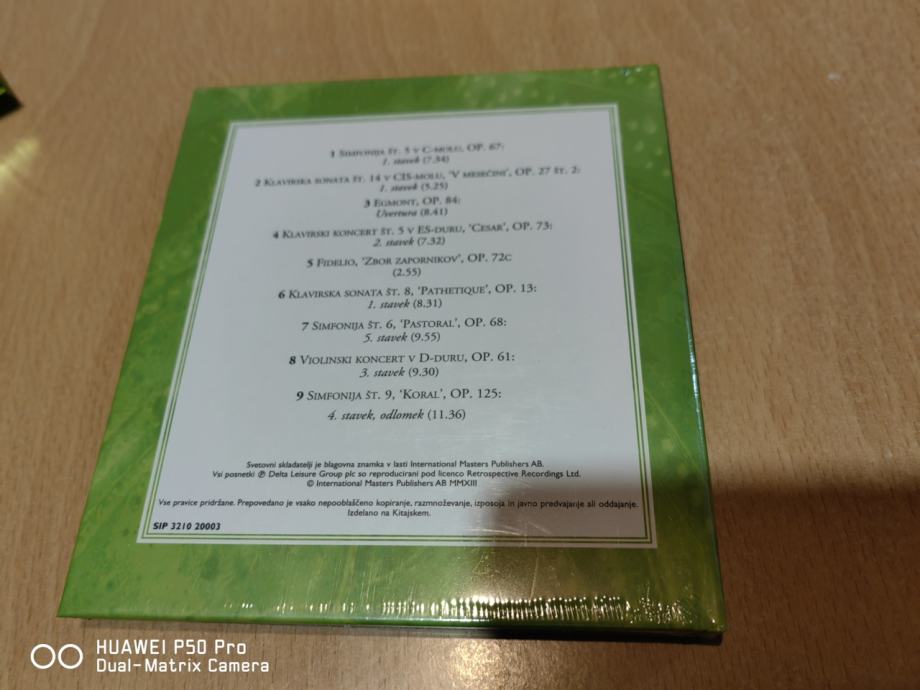 1 Simfonija št. 5 v c-molu, op. 67:
1. stavek (7.34)
2 Klavirska sonata št. 14 v cis-molu, 'V mesečini', op. 27 št. 2:
1. stavek (5.25)
3 Egmont, op. 84:
Uvertura (8.41)
4 Klavirski koncert št. 5 v Es-duru, 'Cesar', op. 73:
2. stavek (7.32)
5 Fidelio, 'Zbor zapornikov', op. 72c
(2.55)
6 Klavirska sonata št. 8, 'Pathetique', op. 13:
1. stavek (8.31)
7 Simfonija št. 6, 'Pastoral', op. 68:
5. stavek (9.55)
8 Violinski koncert v D-duru, op. 61:
3. stavek (9.30)
9 Simfonija št. 9, 'Koral', op. 125:
4. stavek, odlomek (11.36)
Svetovni skladatelji je blagovna znamka v lasti International Masters Publishers AB.
Vsi posnetki ℗ Delta Leisure Group plc so reproducirani pod licenco Retrospective Recordings Ltd.
© International Masters Publishers AB MMXIII
Vse pravice pridržane. Prepovedano je vsako nepooblaščeno kopiranje, razmnoževanje, izposoja in javno predvajanje ali oddajanje.
Izdelano na Kitajskem.
SIP 3210 20003
HUAWEI P50 Pro
Dual-Matrix Camera